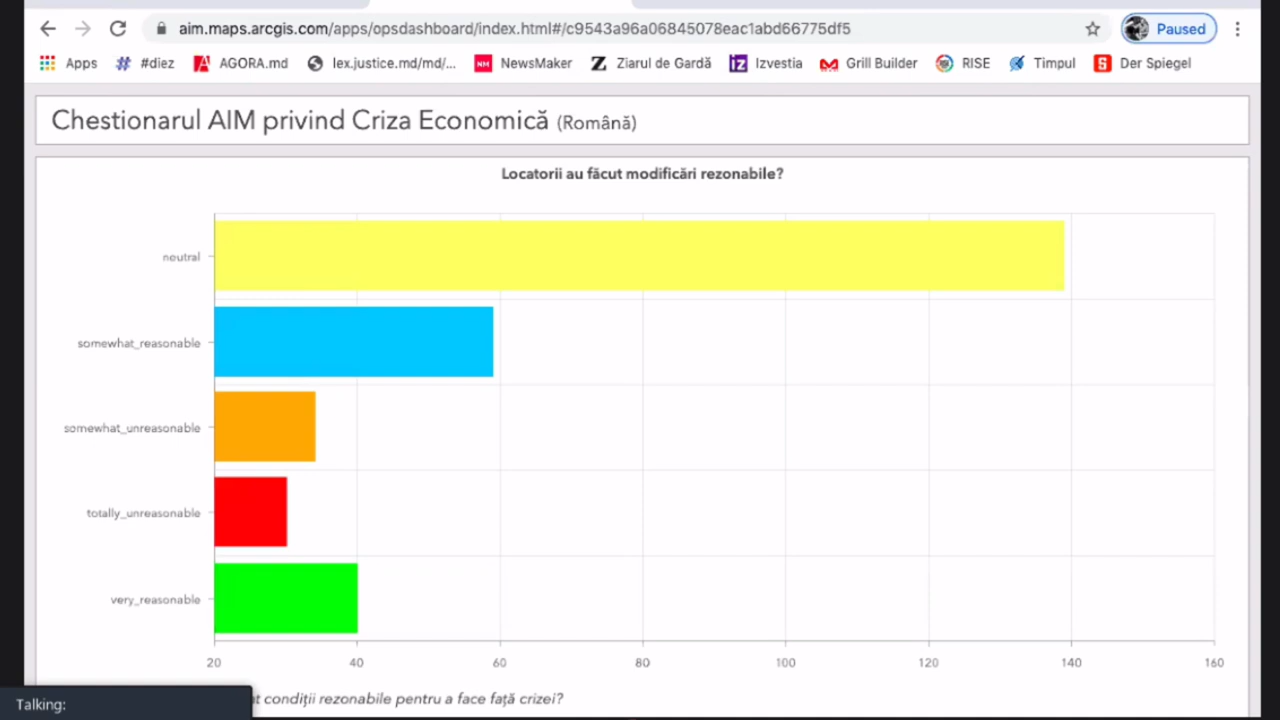 aim.maps.arcgis.com/apps/opsdashboard/index.html#/c9543a96a06845078eac1abd66775df5
Paused
Apps #diez AGORA.md lex.justice.md/md/... NM NewsMaker Ziarul de Gardă IZ Izvestia Grill Builder RISE Timpul Der Spiegel
Chestionarul AIM privind Criza Economică (Română)
Locatorii au făcut modificări rezonabile?
neutral
somewhat_reasonable
somewhat_unreasonable
totally_unreasonable
very_reasonable
20 40 60 80 100 120 140 160
condiții rezonabile pentru a face față crizei?
Talking: